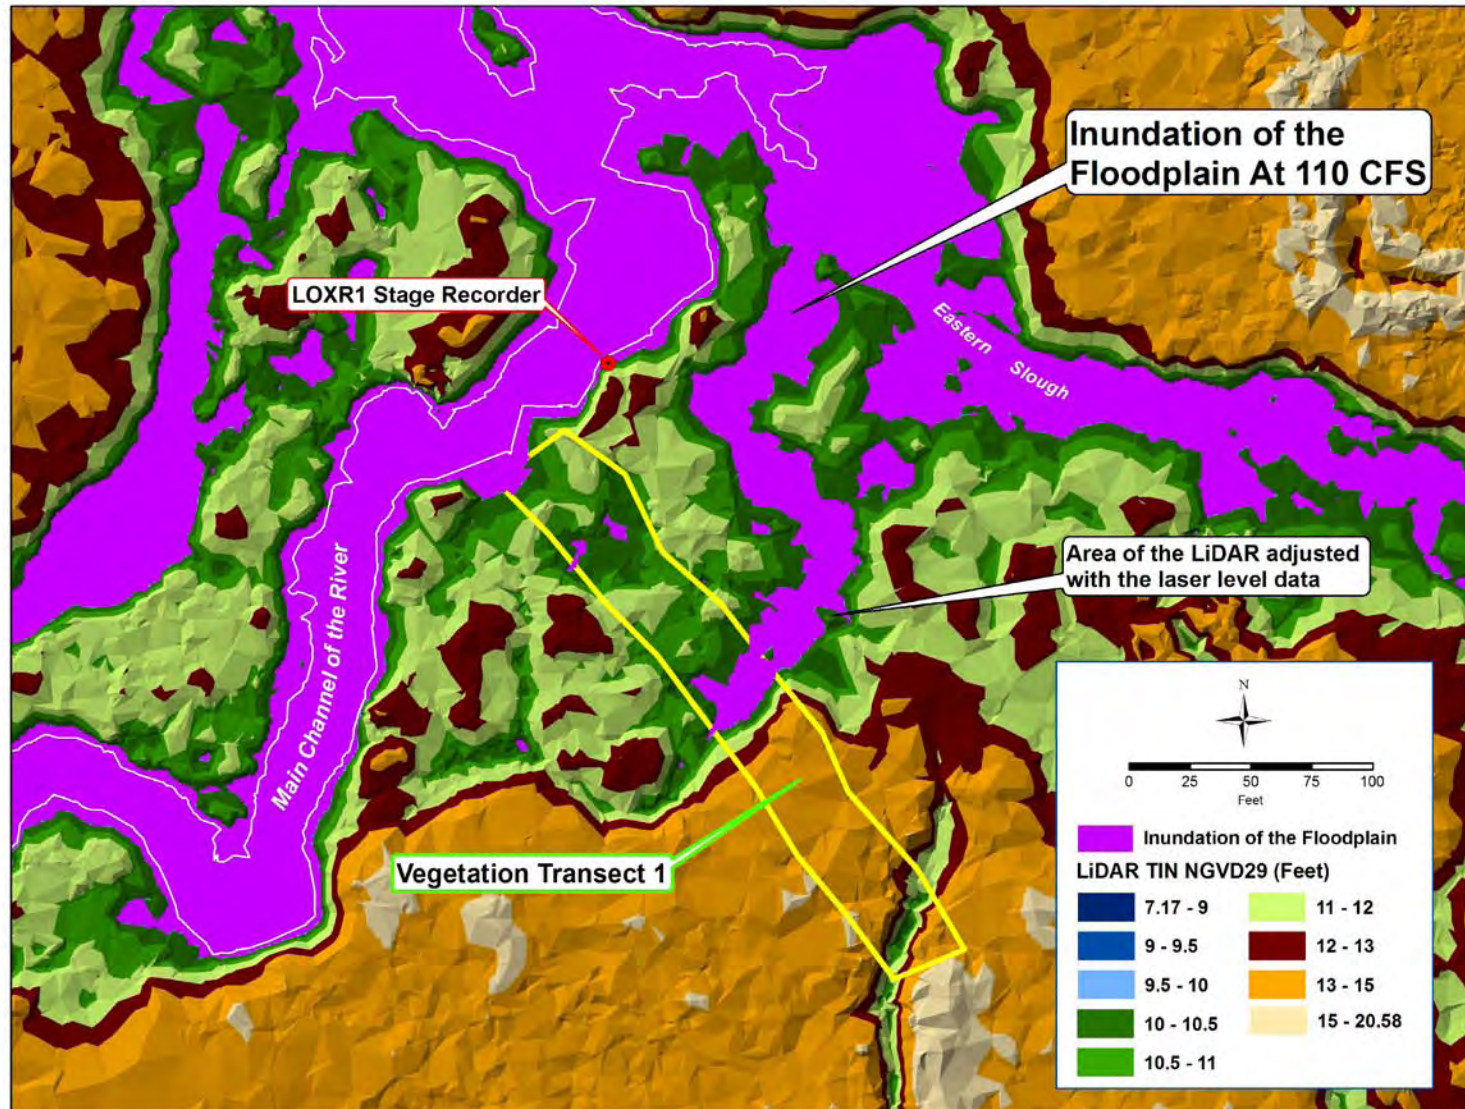 Inundation of the
Floodplain At 110 CFS
LOXR1 Stage Recorder
Eastern
Slough
Area of the LiDAR adjusted
with the laser level data
Main Channel of the River
Vegetation Transect 1
N
0 25 50 75 100
Feet
Inundation of the Floodplain
LiDAR TIN NGVD29 (Feet)
7.17 - 9
9 - 9.5
9.5 - 10
10 - 10.5
10.5 - 11
11 - 12
12 - 13
13 - 15
15 - 20.58